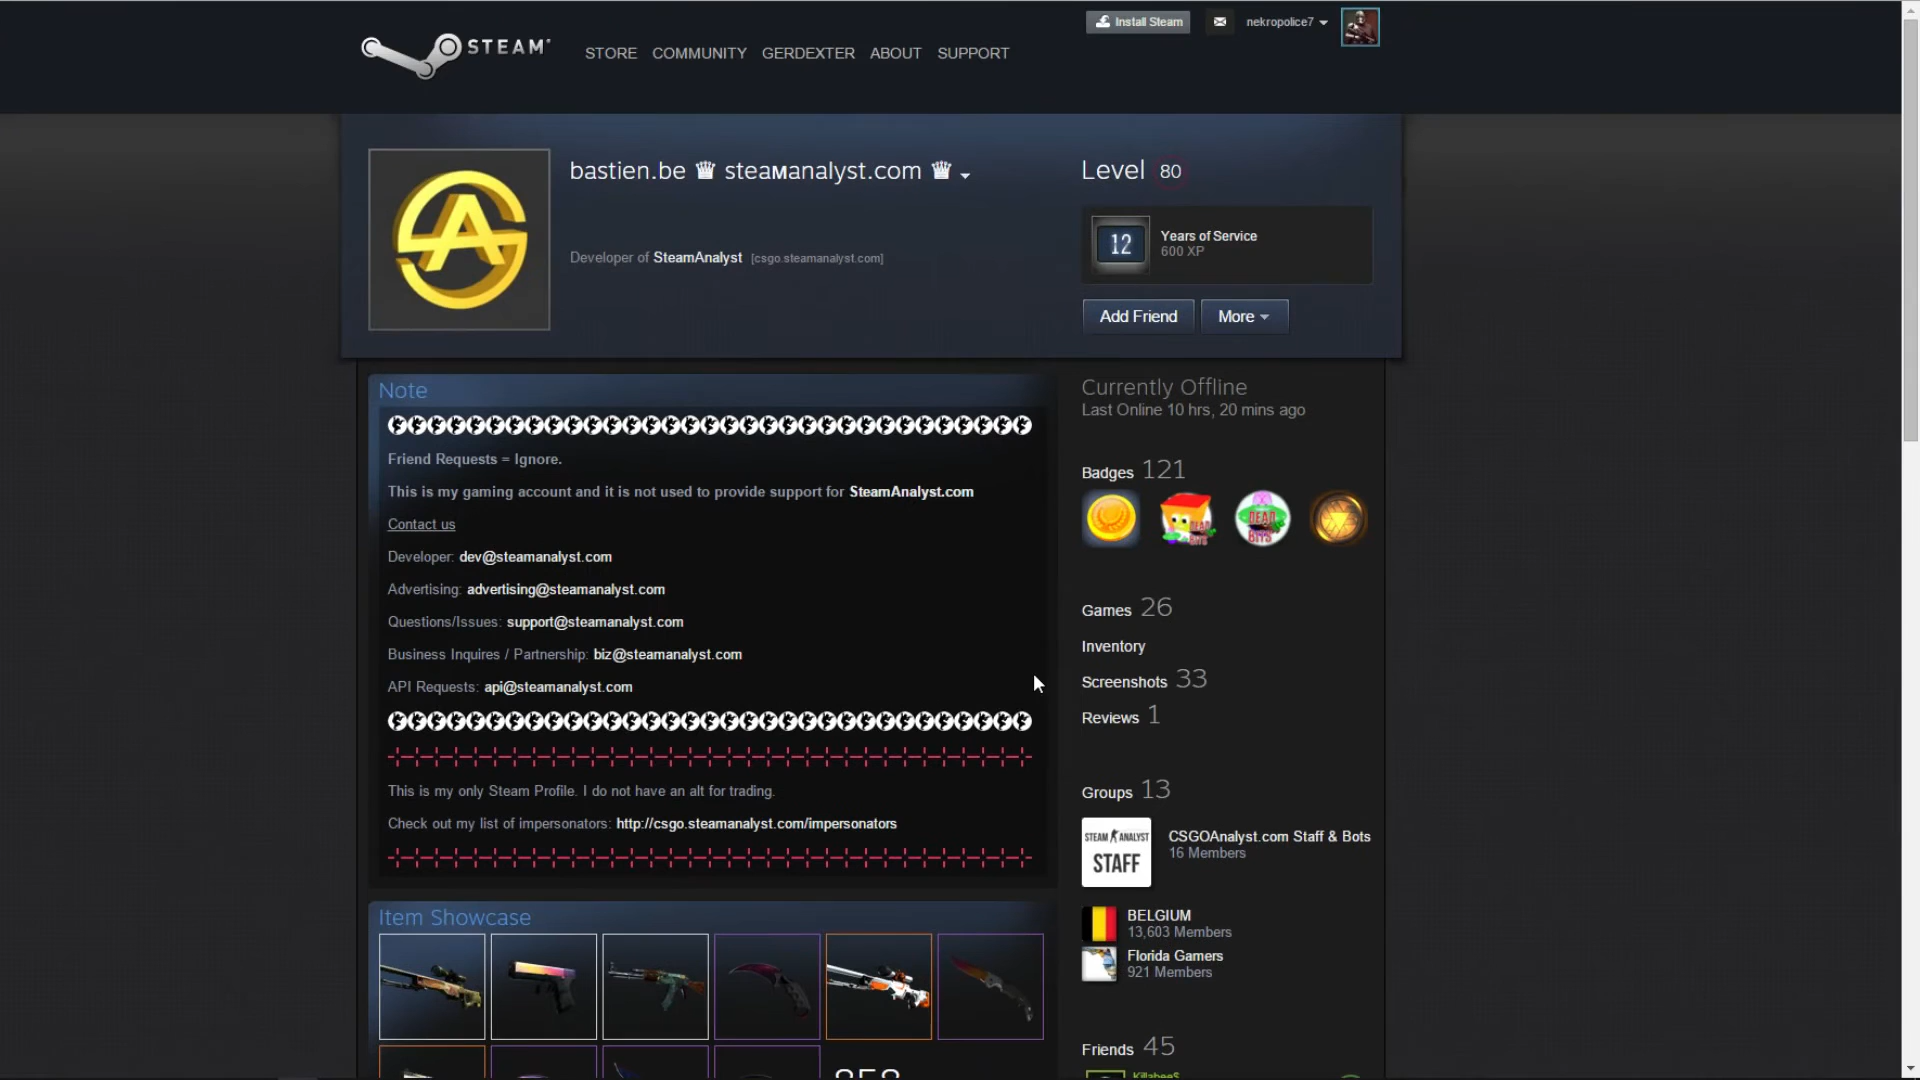 Install Steam
nekropolice7
STEAM
STORE COMMUNITY GERDEXTER ABOUT SUPPORT
bastien.be ♛ steaмanalyst.com ♛
Developer of SteamAnalyst [csgo.steamanalyst.com]
Level 80
12
Years of Service
600 XP
Add Friend
More
Note
Friend Requests = Ignore.
This is my gaming account and it is not used to provide support for SteamAnalyst.com
Contact us
Developer: dev@steamanalyst.com
Advertising: advertising@steamanalyst.com
Questions/Issues: support@steamanalyst.com
Business Inquires / Partnership: biz@steamanalyst.com
API Requests: api@steamanalyst.com
This is my only Steam Profile. I do not have an alt for trading.
Check out my list of impersonators: http://csgo.steamanalyst.com/impersonators
Item Showcase
Currently Offline
Last Online 10 hrs, 20 mins ago
Badges 121
DEAD BITS
DEAD BITS
Games 26
Inventory
Screenshots 33
Reviews 1
Groups 13
STEAM ANALYST
STAFF
CSGOAnalyst.com Staff & Bots
16 Members
BELGIUM
13,603 Members
Florida Gamers
921 Members
Friends 45